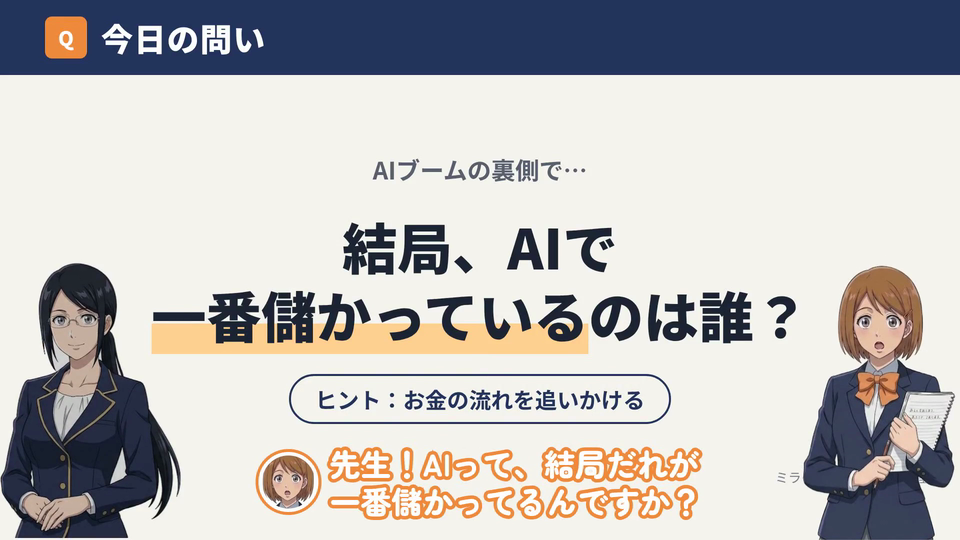 Q 今日の問い
AIブームの裏側で…
結局、AIで
一番儲かっているのは誰？
ヒント：お金の流れを追いかける
先生！AIって、結局だれが
一番儲かってるんですか？
ミラ